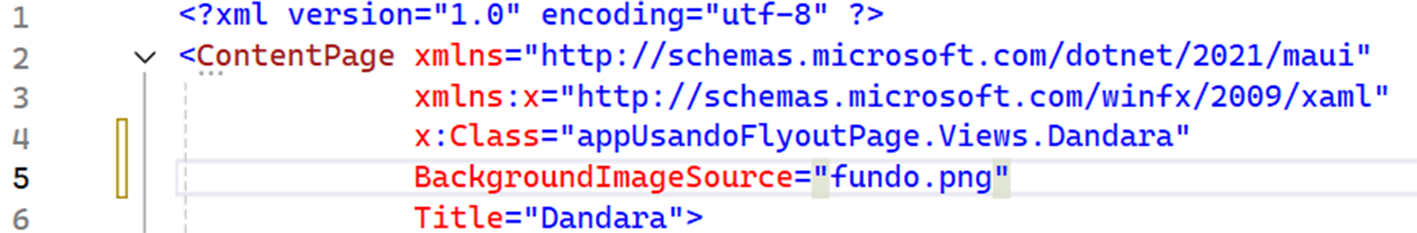 1 <?xml version="1.0" encoding="utf-8" ?>
2 <ContentPage xmlns="http://schemas.microsoft.com/dotnet/2021/maui"
3 xmlns:x="http://schemas.microsoft.com/winfx/2009/xaml"
4 x:Class="appUsandoFlyoutPage.Views.Dandara"
5 BackgroundImageSource="fundo.png"
6 Title="Dandara">